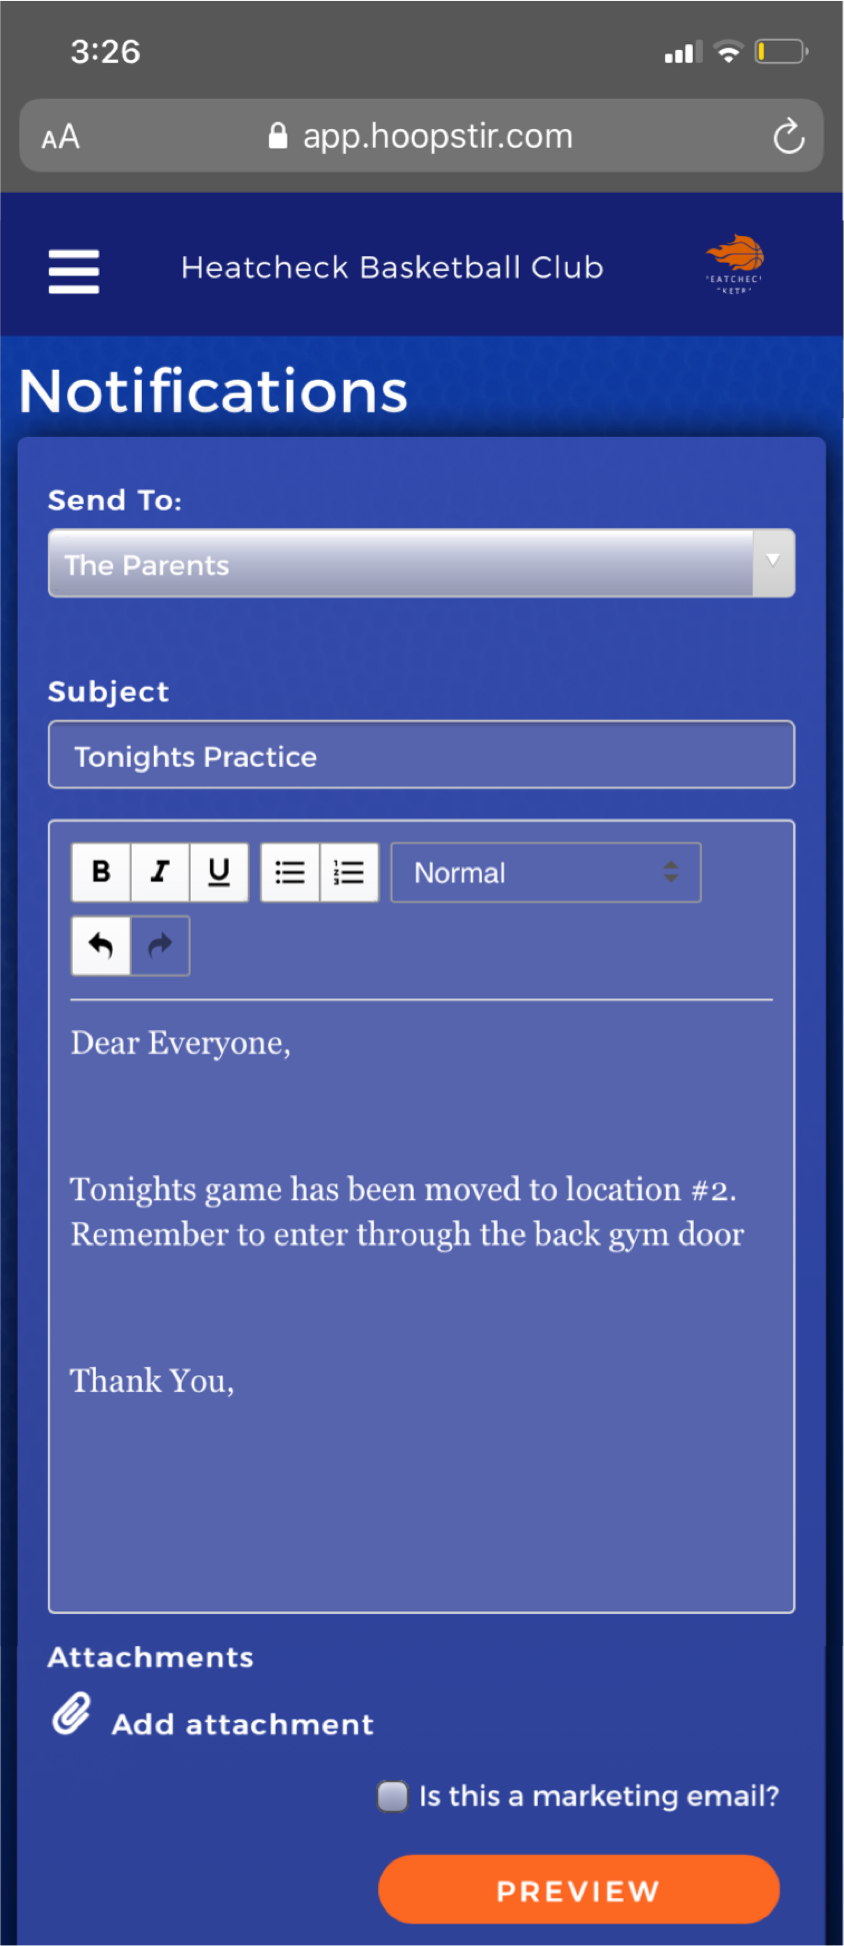 3:26
AA app.hoopstir.com
Heatcheck Basketball Club
Notifications
Send To:
The Parents
Subject
Tonights Practice
B I U Normal
Dear Everyone,
Tonights game has been moved to location #2.
Remember to enter through the back gym door
Thank You,
Attachments
Add attachment
Is this a marketing email?
PREVIEW